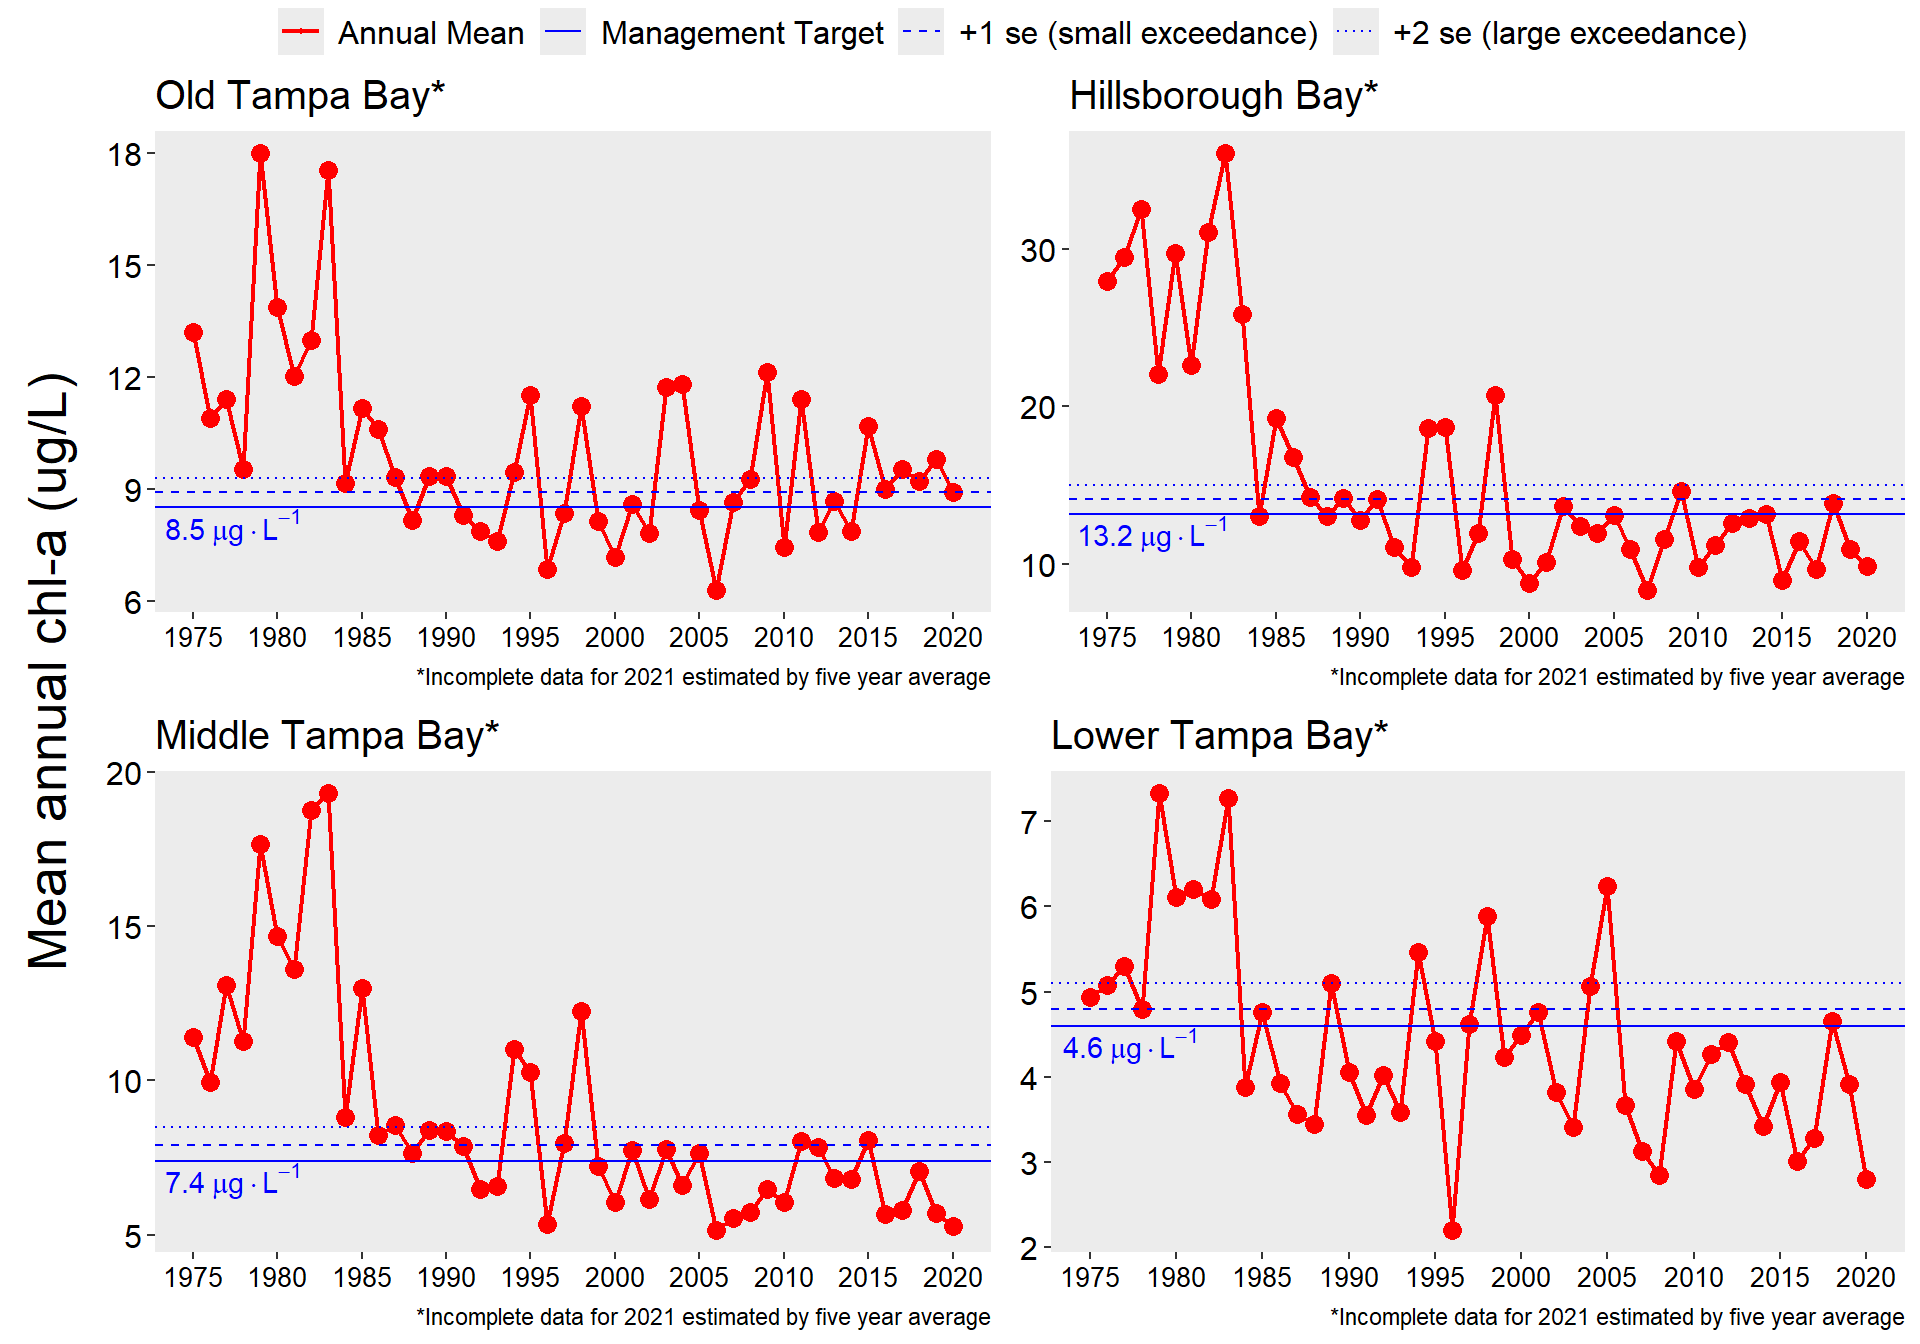 Annual Mean Management Target +1 se (small exceedance) +2 se (large exceedance)
Mean annual chl-a (ug/L)
Old Tampa Bay*
18
15
12
9
6
8.5 µg · L⁻¹
1975 1980 1985 1990 1995 2000 2005 2010 2015 2020
*Incomplete data for 2021 estimated by five year average
Hillsborough Bay*
30
20
10
13.2 µg · L⁻¹
1975 1980 1985 1990 1995 2000 2005 2010 2015 2020
*Incomplete data for 2021 estimated by five year average
Middle Tampa Bay*
20
15
10
5
7.4 µg · L⁻¹
1975 1980 1985 1990 1995 2000 2005 2010 2015 2020
*Incomplete data for 2021 estimated by five year average
Lower Tampa Bay*
7
6
5
4
3
2
4.6 µg · L⁻¹
1975 1980 1985 1990 1995 2000 2005 2010 2015 2020
*Incomplete data for 2021 estimated by five year average